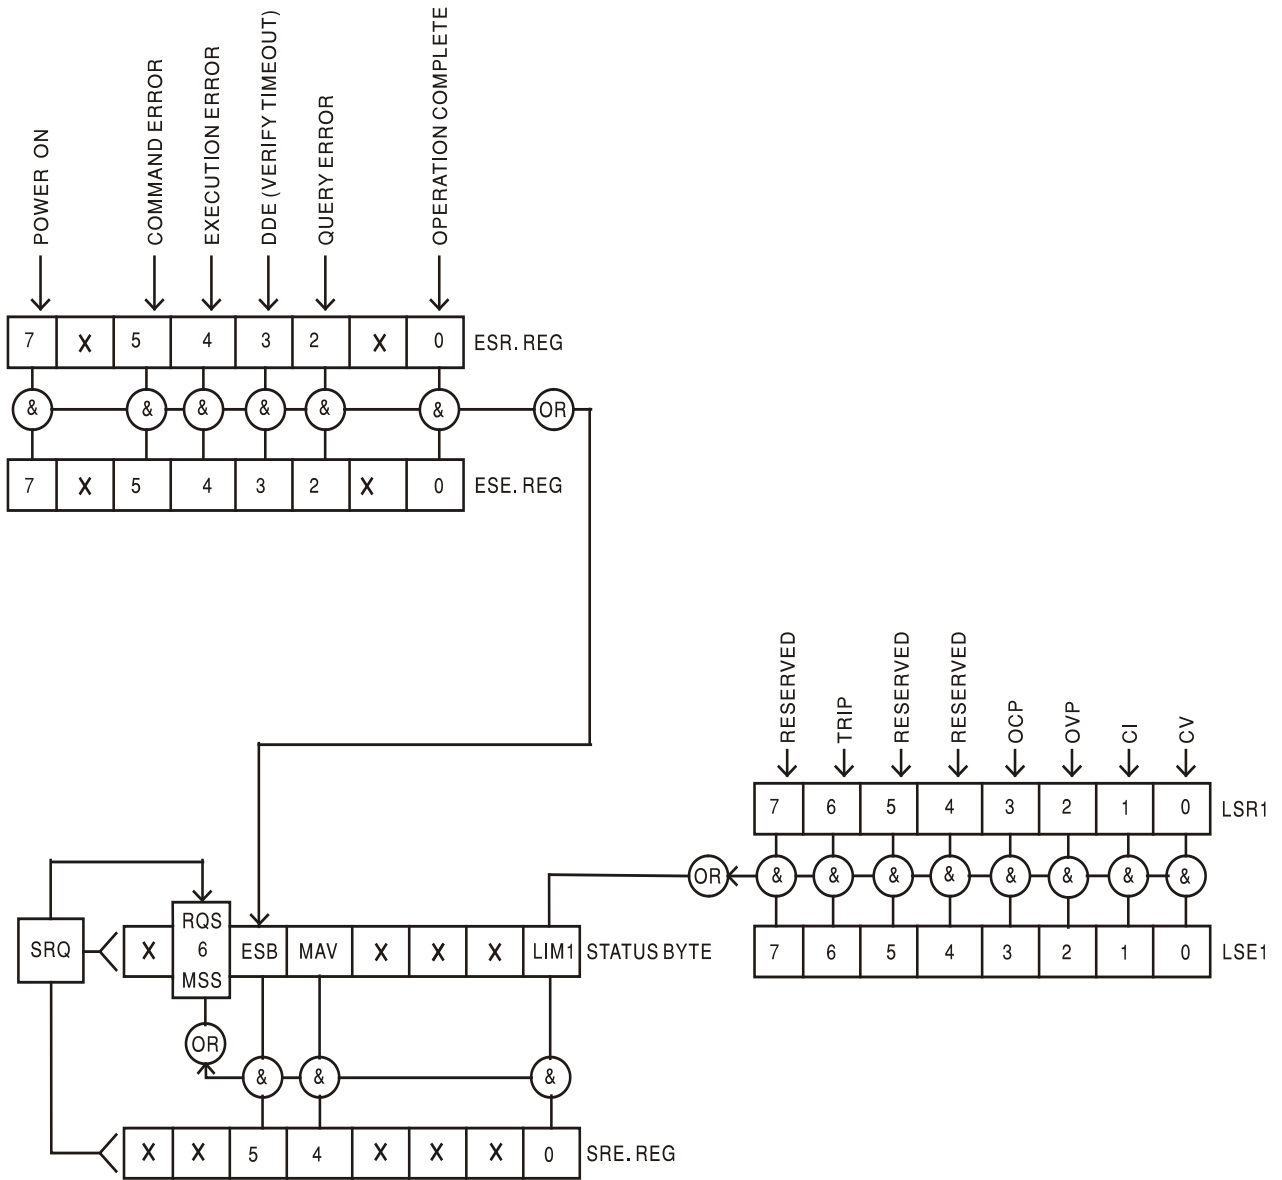 POWER ON
COMMAND ERROR
EXECUTION ERROR
DDE (VERIFY TIMEOUT)
QUERY ERROR
OPERATION COMPLETE
7 X 5 4 3 2 X 0 ESR. REG
& & & & & & OR
7 X 5 4 3 2 X 0 ESE. REG
RESERVED
TRIP
RESERVED
RESERVED
OCP
OVP
CI
CV
7 6 5 4 3 2 1 0 LSR1
OR & & & & & & & &
7 6 5 4 3 2 1 0 LSE1
SRQ
X
RQS
6
MSS
ESB MAV X X X LIM1 STATUS BYTE
OR
& & &
X X 5 4 X X X 0 SRE. REG